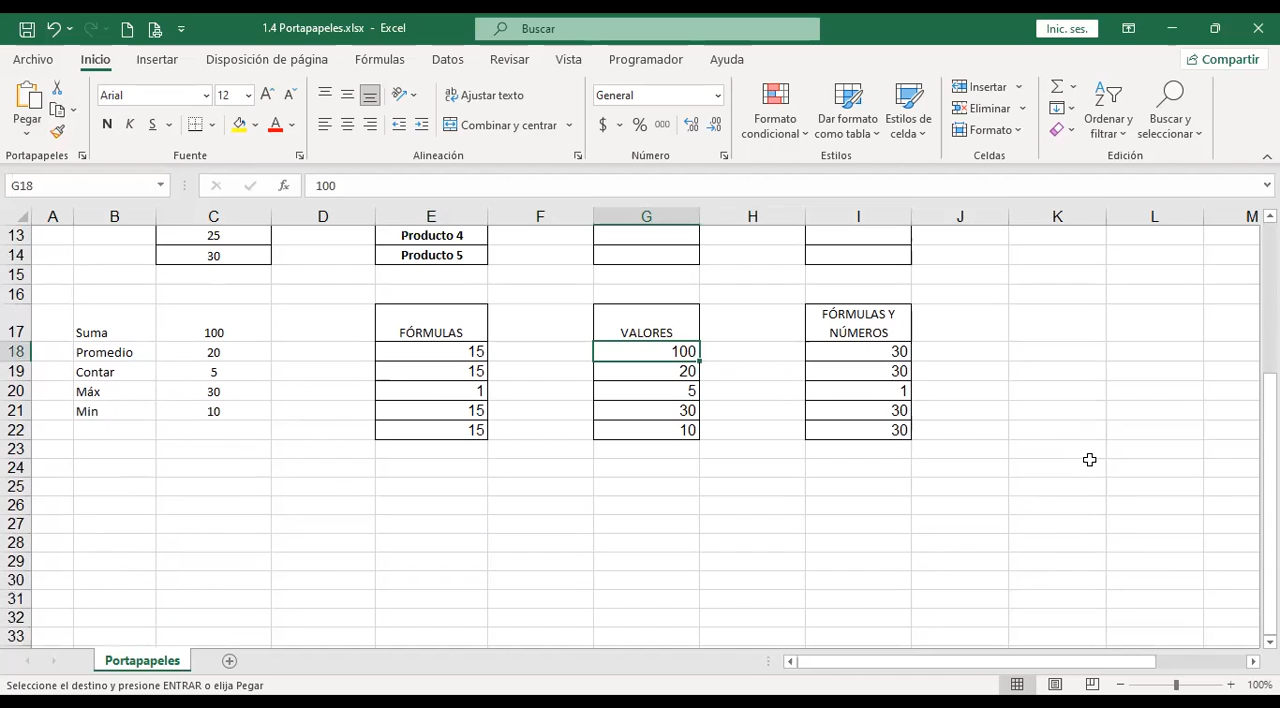 1.4 Portapapeles.xlsx - Excel
Buscar
Inic. ses.
Archivo Inicio Insertar Disposición de página Fórmulas Datos Revisar Vista Programador Ayuda
Compartir
Pegar
Portapapeles
Arial 12
N K S
Fuente
Ajustar texto
Combinar y centrar
Alineación
General
$ % 000
Número
Formato
condicional
Dar formato
como tabla
Estilos de
celda
Estilos
Insertar
Eliminar
Formato
Celdas
Ordenar y
filtrar
Buscar y
seleccionar
Edición
G18 fx 100
A B C D E F G H I J K L M
13 25 Producto 4
14 30 Producto 5
15
16
FÓRMULAS Y
17 Suma 100 FÓRMULAS VALORES NÚMEROS
18 Promedio 20 15 100 30
19 Contar 5 15 20 30
20 Máx 30 1 5 1
21 Min 10 15 30 30
22 15 10 30
23
24
25
26
27
28
29
30
31
32
33
Portapapeles
Seleccione el destino y presione ENTRAR o elija Pegar
100%